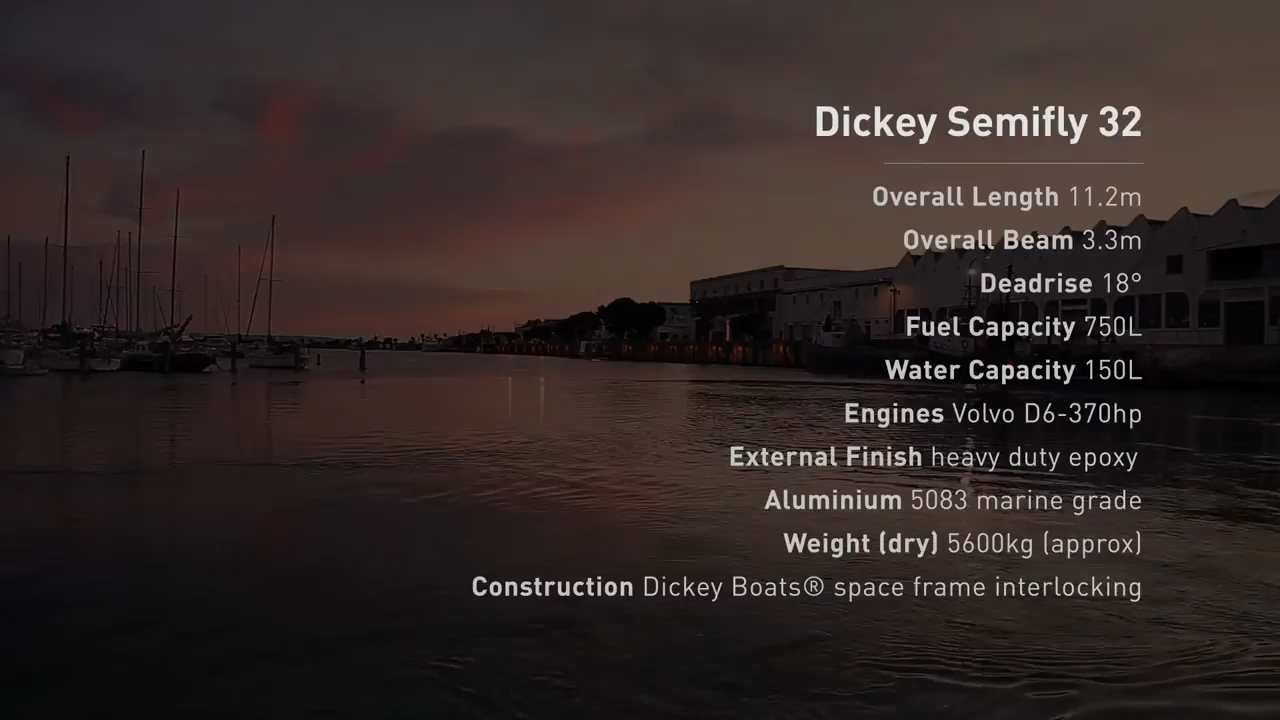 Dickey Semifly 32
Overall Length 11.2m
Overall Beam 3.3m
Deadrise 18°
Fuel Capacity 750L
Water Capacity 150L
Engines Volvo D6-370hp
External Finish heavy duty epoxy
Aluminium 5083 marine grade
Weight (dry) 5600kg (approx)
Construction Dickey Boats® space frame interlocking